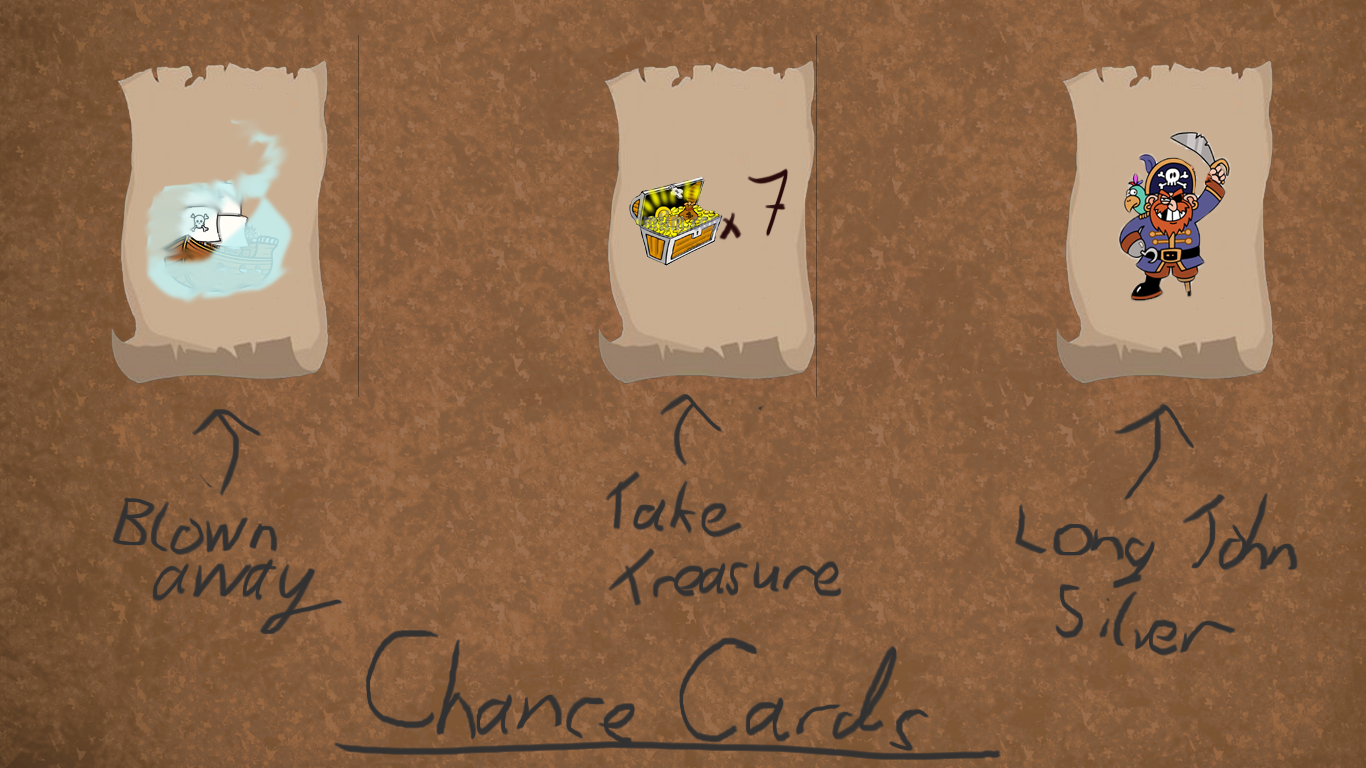 x 7
Blown
away
Take
Treasure
Long John
Silver
Chance Cards